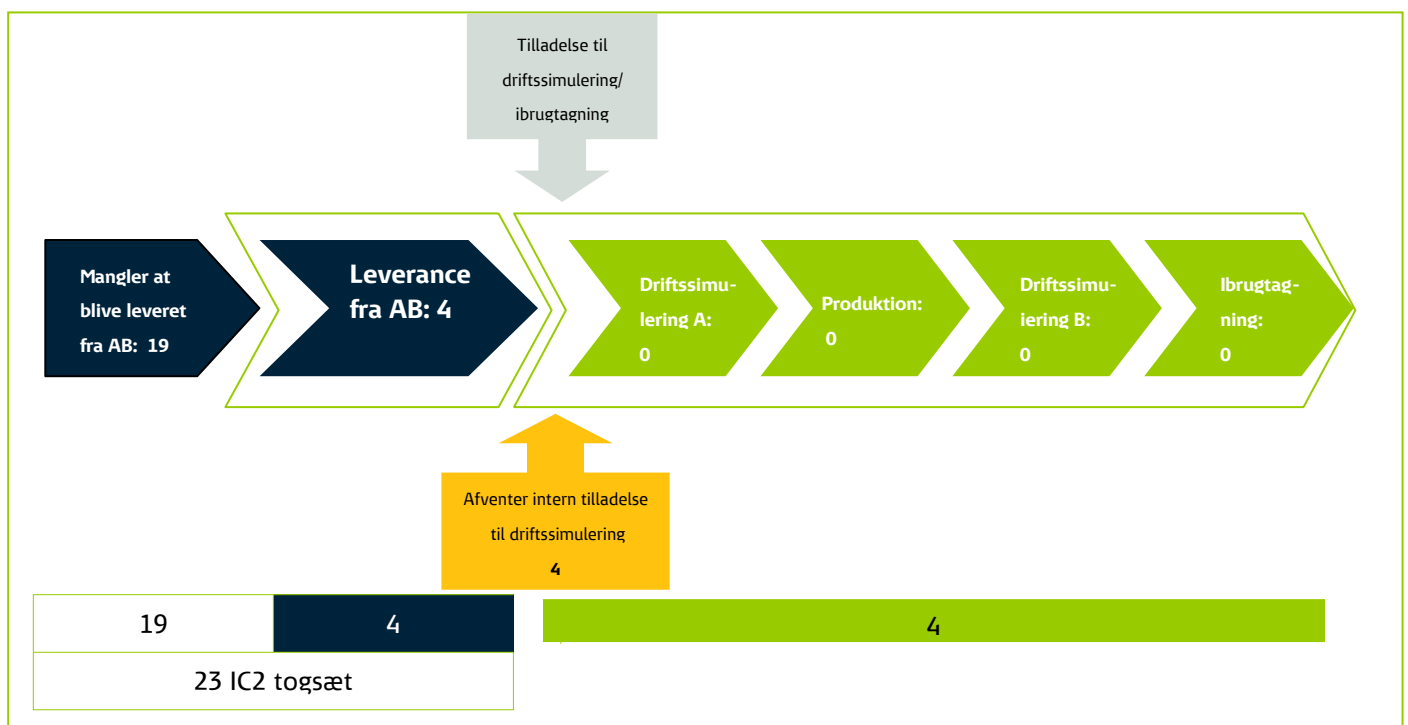 Tilladelse til
driftssimulering/
ibrugtagning
Mangler at
blive leveret
fra AB: 19
Leverance
fra AB: 4
Driftssimu-
lering A:
0
Produktion:
0
Driftssimu-
iering B:
0
Ibrugtag-
ning:
0
Afventer intern tilladelse
til driftssimulering
4
19
4
4
23 IC2 togsæt